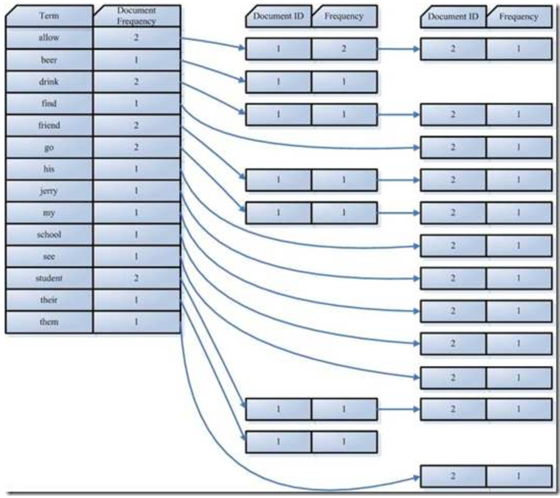 Term Document Frequency Document ID Frequency Document ID Frequency
allow 2 1 2 2 1
beer 1 1 1
drink 2 1 1 2 1
find 1 2 1
friend 2 1 1 2 1
go 2 1 1 2 1
his 1 2 1
jerry 1 2 1
my 1 2 1
school 1 2 1
see 1 2 1
student 2 1 1 2 1
their 1 1 1
them 1 2 1